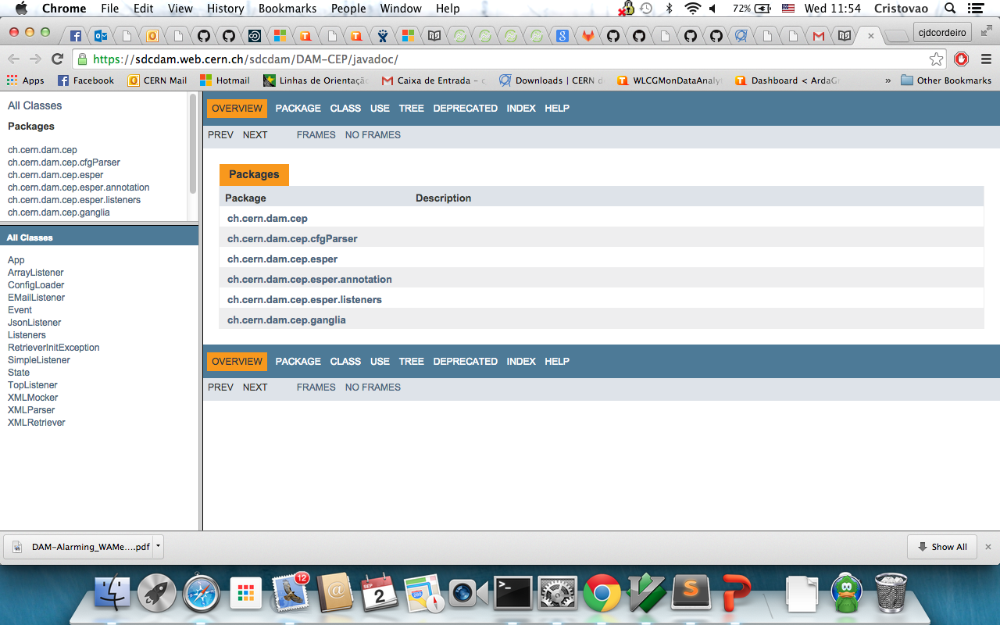 Chrome File Edit View History Bookmarks People Window Help 72% Wed 11:54 Cristovao
cjdcordeiro
https://sdcdam.web.cern.ch/sdcdam/DAM-CEP/javadoc/
Apps Facebook CERN Mail Hotmail Linhas de Orientaçã Caixa de Entrada – c Downloads | CERN d WLCGMonDataAnaly Dashboard < ArdaGr » Other Bookmarks
All Classes
Packages
ch.cern.dam.cep
ch.cern.dam.cep.cfgParser
ch.cern.dam.cep.esper
ch.cern.dam.cep.esper.annotation
ch.cern.dam.cep.esper.listeners
ch.cern.dam.cep.ganglia
All Classes
App
ArrayListener
ConfigLoader
EMailListener
Event
JsonListener
Listeners
RetrieverInitException
SimpleListener
State
TopListener
XMLMocker
XMLParser
XMLRetriever
OVERVIEW PACKAGE CLASS USE TREE DEPRECATED INDEX HELP
PREV NEXT FRAMES NO FRAMES
Packages
Package Description
ch.cern.dam.cep
ch.cern.dam.cep.cfgParser
ch.cern.dam.cep.esper
ch.cern.dam.cep.esper.annotation
ch.cern.dam.cep.esper.listeners
ch.cern.dam.cep.ganglia
OVERVIEW PACKAGE CLASS USE TREE DEPRECATED INDEX HELP
PREV NEXT FRAMES NO FRAMES
DAM-Alarming_WAMe....pdf Show All
12
SEP
2
280